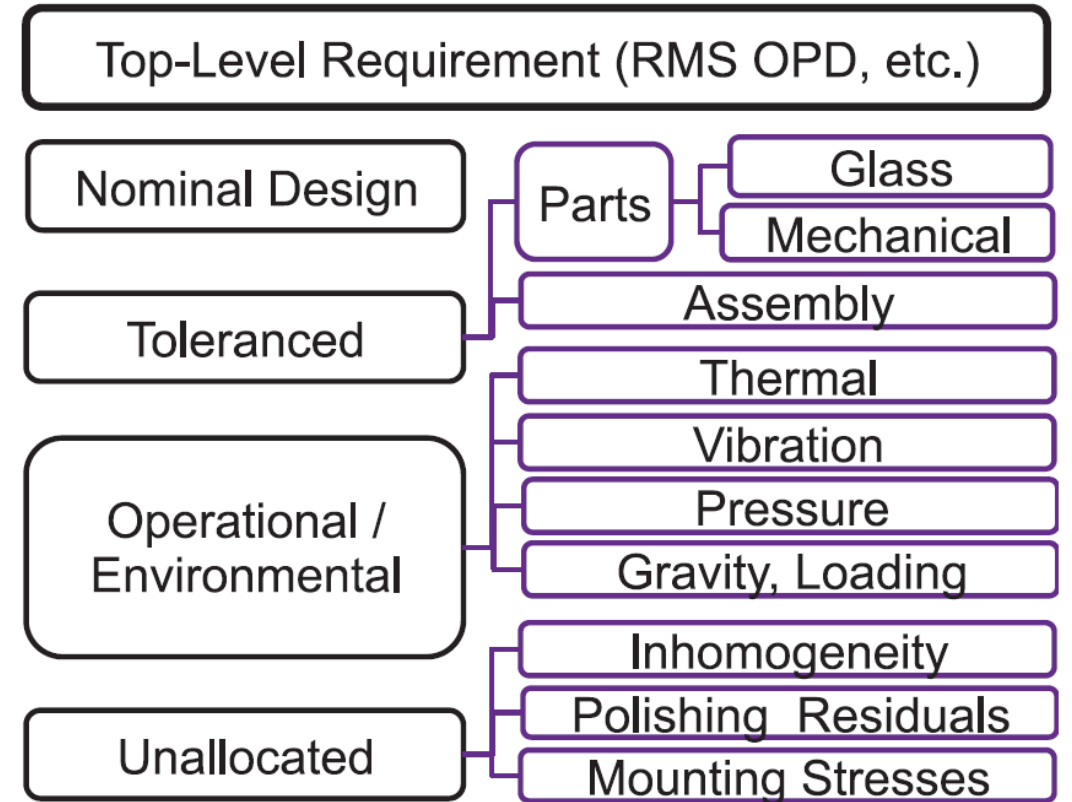 Top-Level Requirement (RMS OPD, etc.)
Nominal Design
Parts
Glass
Mechanical
Toleranced
Assembly
Operational /
Environmental
Thermal
Vibration
Pressure
Gravity, Loading
Unallocated
Inhomogeneity
Polishing Residuals
Mounting Stresses